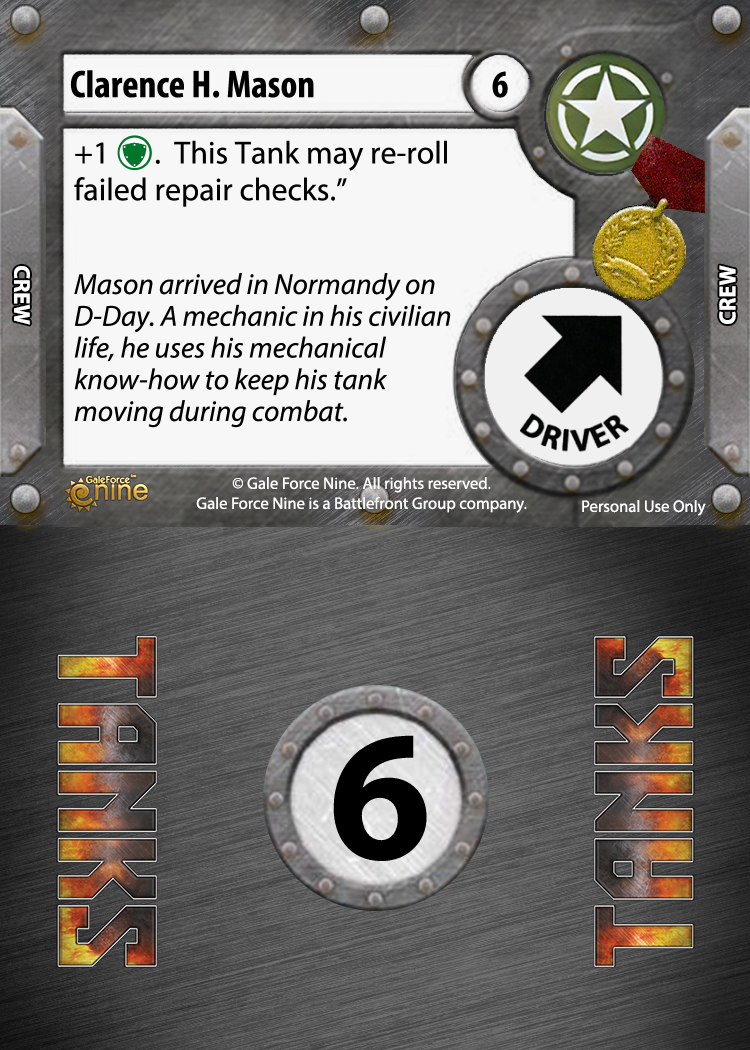 Clarence H. Mason
6
+1 . This Tank may re-roll
failed repair checks.”
Mason arrived in Normandy on
D-Day. A mechanic in his civilian
life, he uses his mechanical
know-how to keep his tank
moving during combat.
CREW
CREW
DRIVER
GaleForce™
nine
© Gale Force Nine. All rights reserved.
Gale Force Nine is a Battlefront Group company.
Personal Use Only
TANKS
6
TANKS